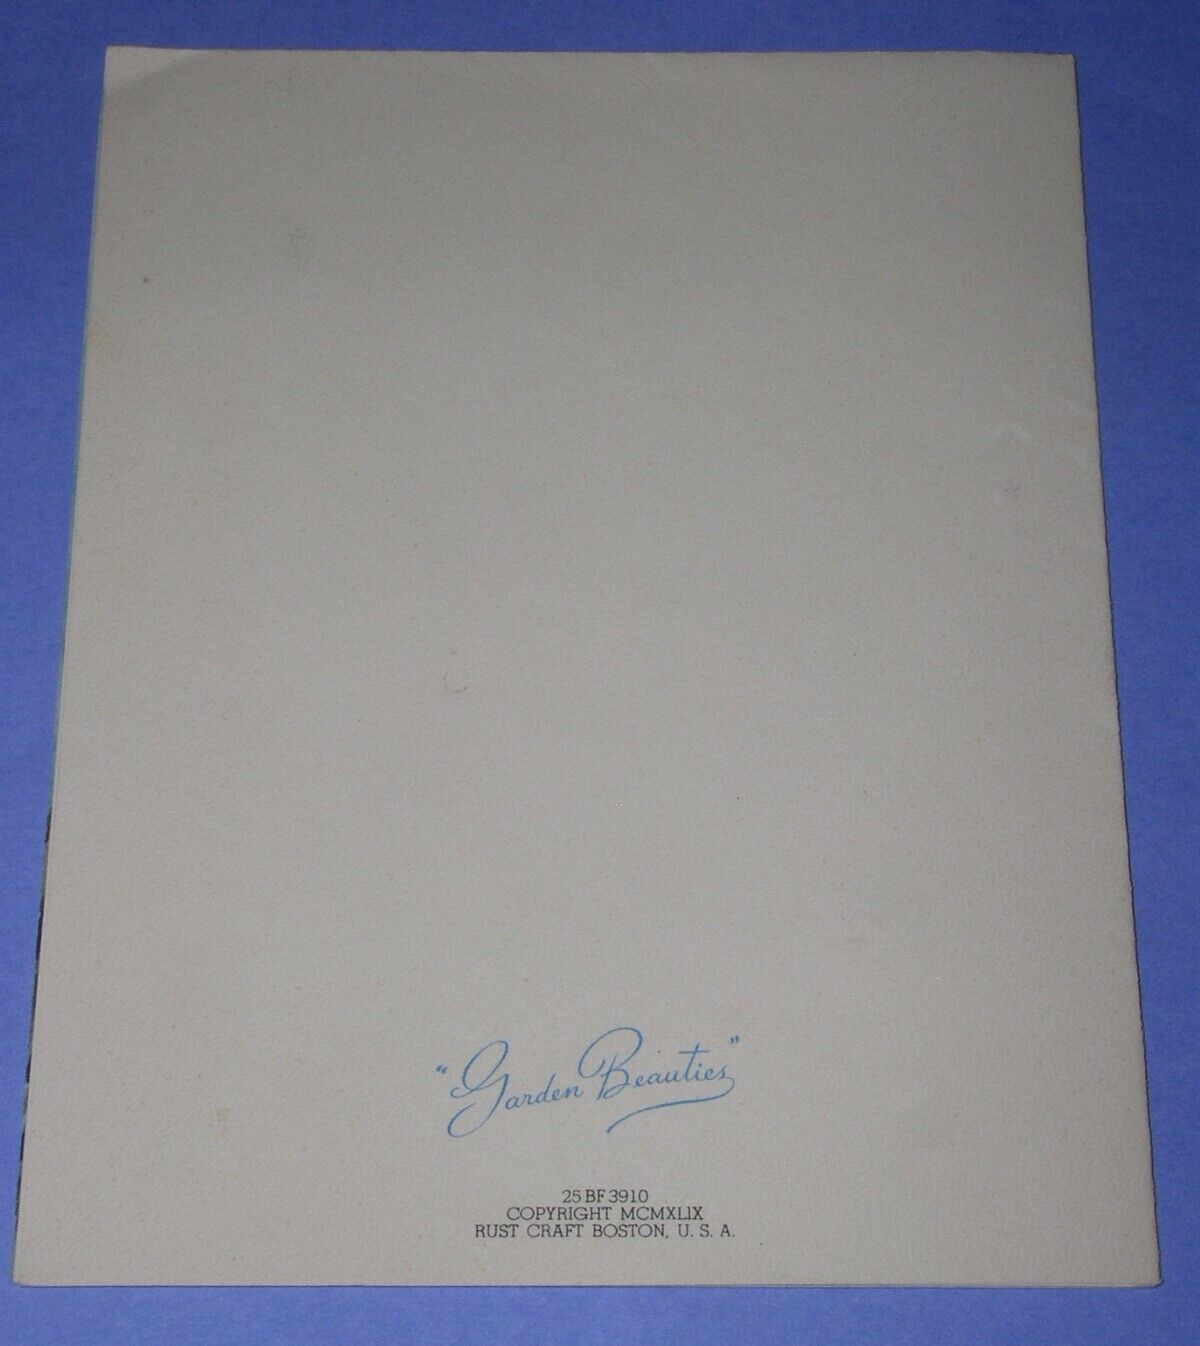 “Garden Beauties”
25 BF 3910
COPYRIGHT MCMXLIX
RUST CRAFT BOSTON, U. S. A.